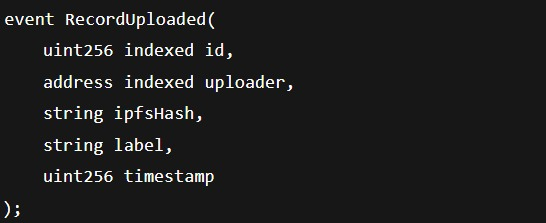 event RecordUploaded(
    uint256 indexed id,
    address indexed uploader,
    string ipfsHash,
    string label,
    uint256 timestamp
);